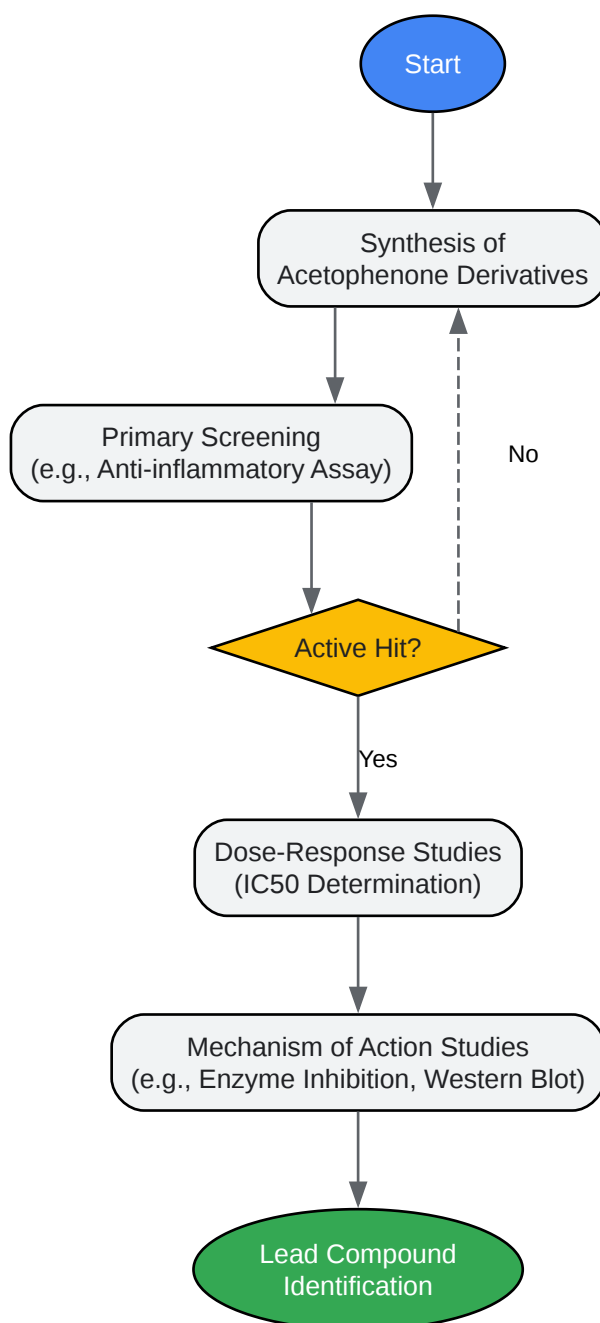 Start
Synthesis of
Acetophenone Derivatives
Primary Screening
(e.g., Anti-inflammatory Assay)
No
Active Hit?
Yes
Dose-Response Studies
(IC50 Determination)
Mechanism of Action Studies
(e.g., Enzyme Inhibition, Western Blot)
Lead Compound
Identification